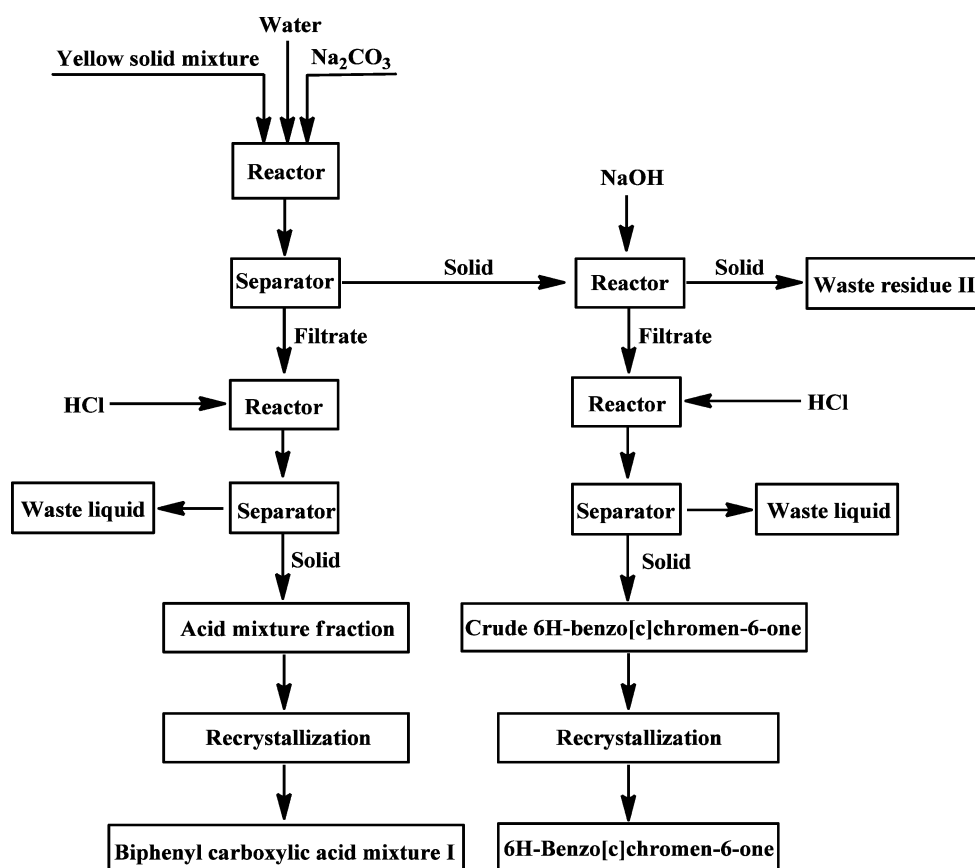 Water
Yellow solid mixture
Na₂CO₃
Reactor
NaOH
Separator
Solid
Reactor
Solid
Waste residue II
Filtrate
Filtrate
HCl
Reactor
Reactor
HCl
Waste liquid
Separator
Separator
Waste liquid
Solid
Solid
Acid mixture fraction
Crude 6H-benzo[c]chromen-6-one
Recrystallization
Recrystallization
Biphenyl carboxylic acid mixture I
6H-Benzo[c]chromen-6-one